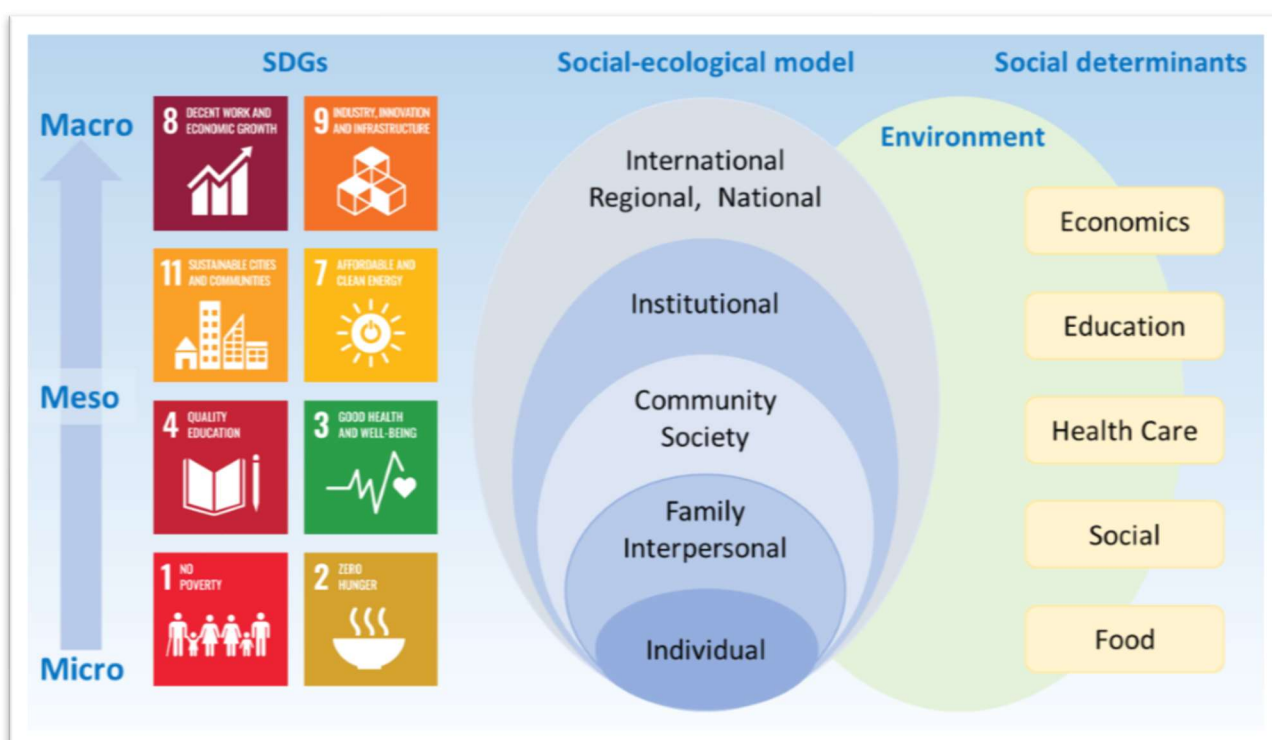 SDGs
Social-ecological model
Social determinants
Macro
Meso
Micro
8 DECENT WORK AND
ECONOMIC GROWTH
9 INDUSTRY, INNOVATION
AND INFRASTRUCTURE
11 SUSTAINABLE CITIES
AND COMMUNITIES
7 AFFORDABLE AND
CLEAN ENERGY
4 QUALITY
EDUCATION
3 GOOD HEALTH
AND WELL-BEING
1 NO
POVERTY
2 ZERO
HUNGER
International
Regional, National
Institutional
Community
Society
Family
Interpersonal
Individual
Environment
Economics
Education
Health Care
Social
Food